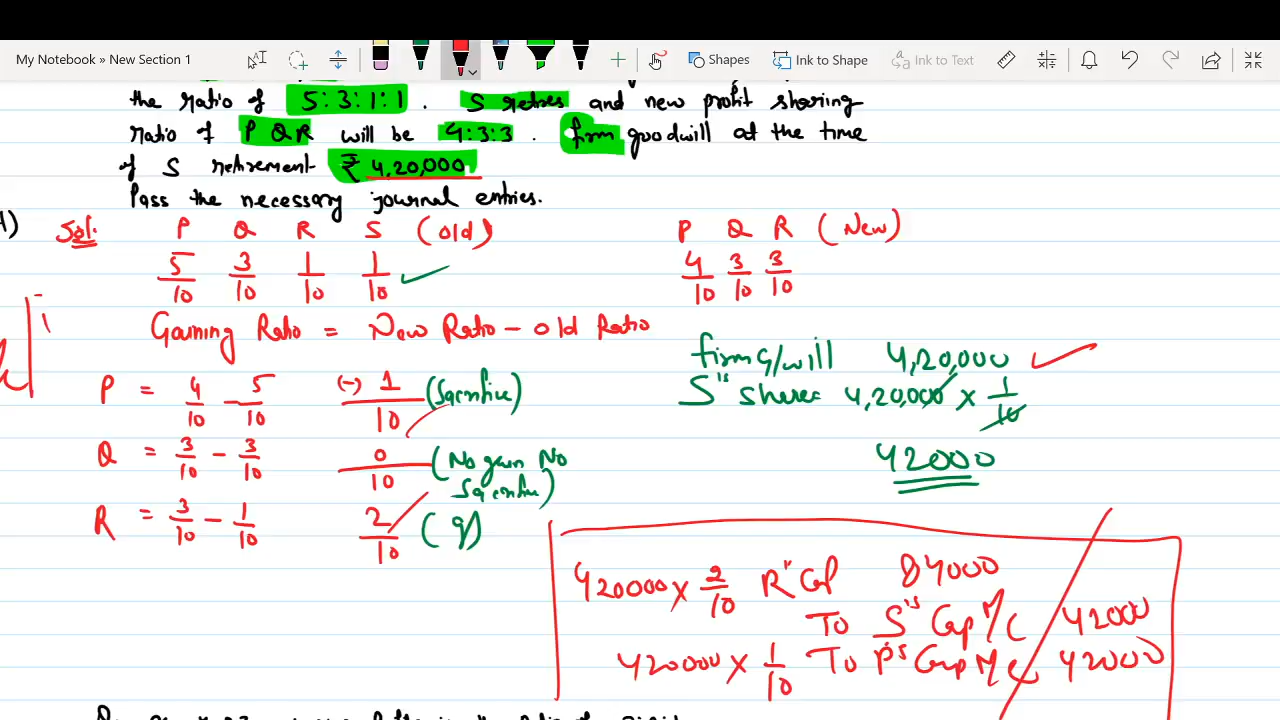 My Notebook » New Section 1
Shapes
Ink to Shape
Ink to Text
the ratio of 5:3:1:1 . S retires and new profit sharing
ratio of P Q R will be 4:3:3 . firm goodwill at the time
of S retirement ₹ 4,20,000
Pass the necessary journal entries.
Sol. P Q R S (Old)
5/10 3/10 1/10 1/10 ✓
P Q R (New)
4/10 3/10 3/10
Gaining Ratio = New Ratio - Old Ratio
P = 4/10 - 5/10 (-) 1/10 (Sacrifice)
Q = 3/10 - 3/10 0/10 (No gain No Sacrifice)
R = 3/10 - 1/10 2/10 (g)
firm G/will 4,20,000 ✓
S" shares 4,20,000 × 1/10
42000
420000 × 2/10 R" Cap 84000
To S" Cap A/c 42000
420000 × 1/10 To P's Cap A/c 42000